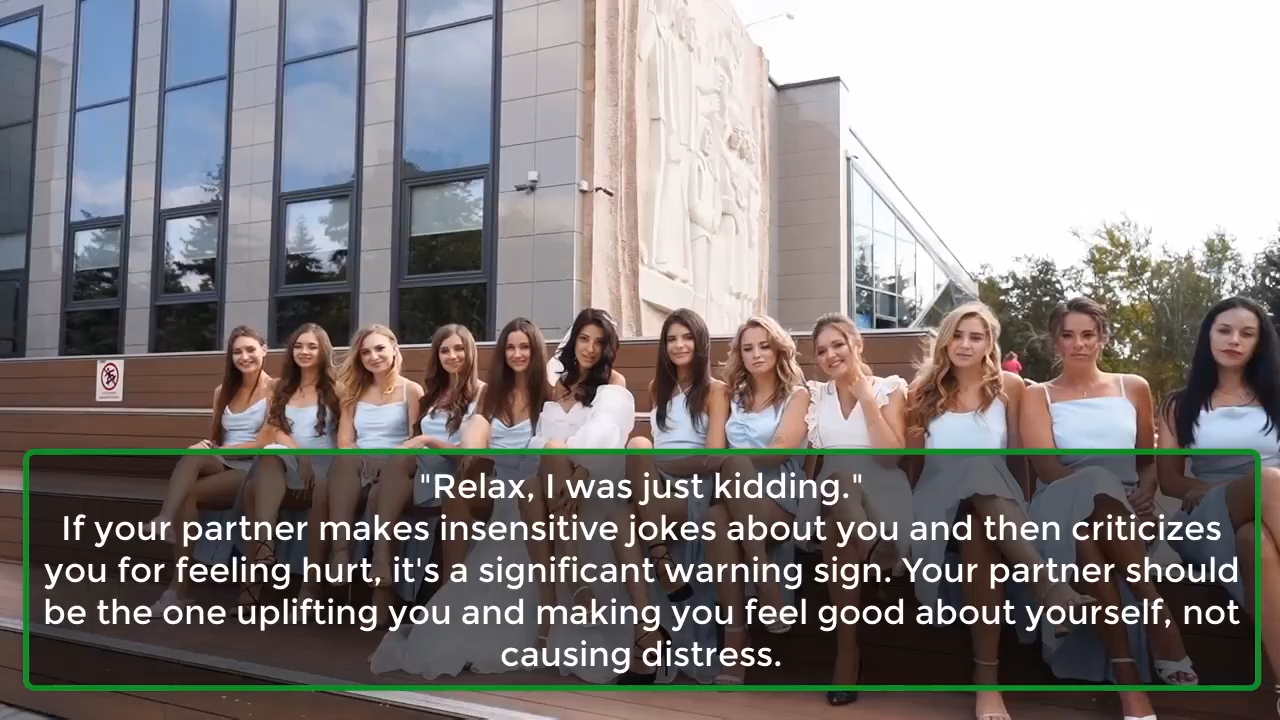 "Relax, I was just kidding."
If your partner makes insensitive jokes about you and then criticizes
you for feeling hurt, it's a significant warning sign. Your partner should
be the one uplifting you and making you feel good about yourself, not
causing distress.